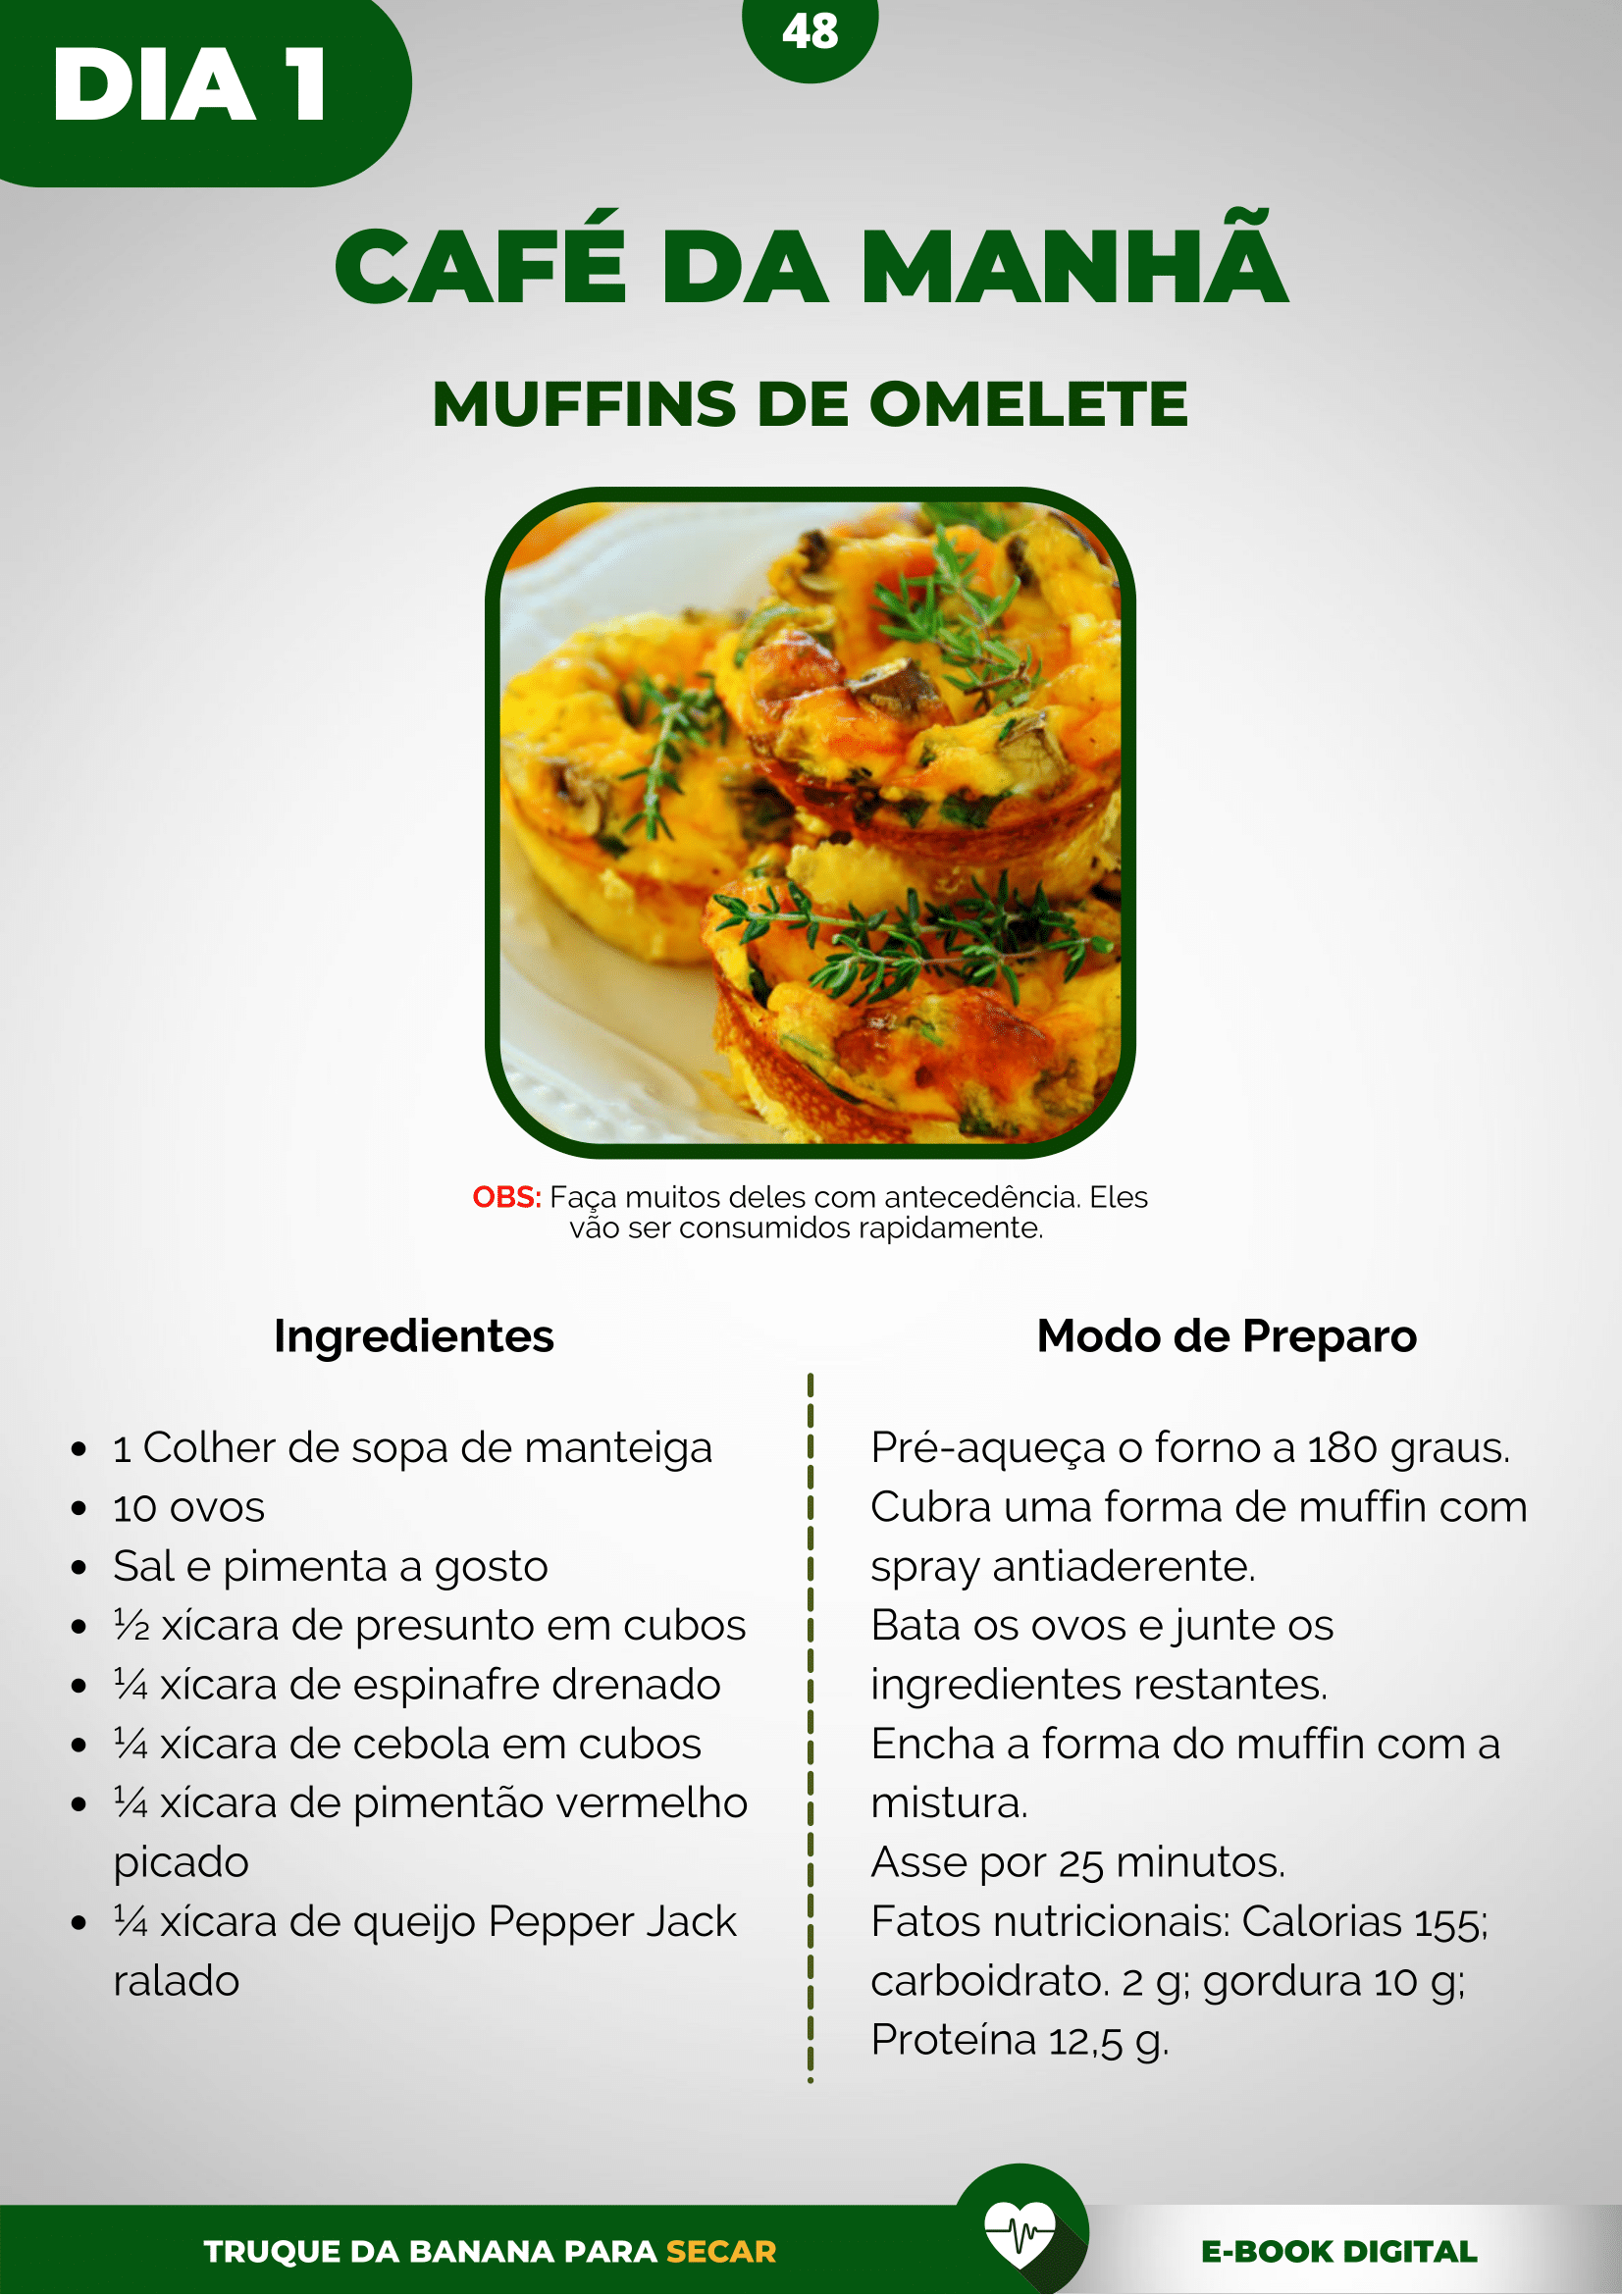 DIA 1
48
CAFÉ DA MANHÃ
MUFFINS DE OMELETE
OBS: Faça muitos deles com antecedência. Eles
vão ser consumidos rapidamente.
Ingredientes
• 1 Colher de sopa de manteiga
• 10 ovos
• Sal e pimenta a gosto
• ½ xícara de presunto em cubos
• ¼ xícara de espinafre drenado
• ¼ xícara de cebola em cubos
• ¼ xícara de pimentão vermelho
picado
• ¼ xícara de queijo Pepper Jack
ralado
Modo de Preparo
Pré-aqueça o forno a 180 graus.
Cubra uma forma de muffin com
spray antiaderente.
Bata os ovos e junte os
ingredientes restantes.
Encha a forma do muffin com a
mistura.
Asse por 25 minutos.
Fatos nutricionais: Calorias 155;
carboidrato. 2 g; gordura 10 g;
Proteína 12,5 g.
TRUQUE DA BANANA PARA SECAR
E-BOOK DIGITAL